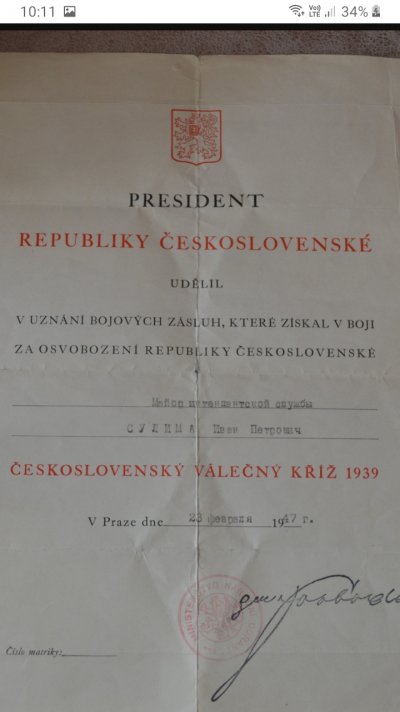 10:11 34%
PRESIDENT
REPUBLIKY ČESKOSLOVENSKÉ
UDĚLIL
V UZNÁNÍ BOJOVÝCH ZÁSLUH, KTERÉ ZÍSKAL V BOJI
ZA OSVOBOZENÍ REPUBLIKY ČESKOSLOVENSKÉ
Майор интендантской службы
СУЛИМА Иван Петрович
ČESKOSLOVENSKÝ VÁLEČNÝ KŘÍŽ 1939
V Praze dne 23 февраля 1947 г.
MINISTERSTVO
Číslo matriky: